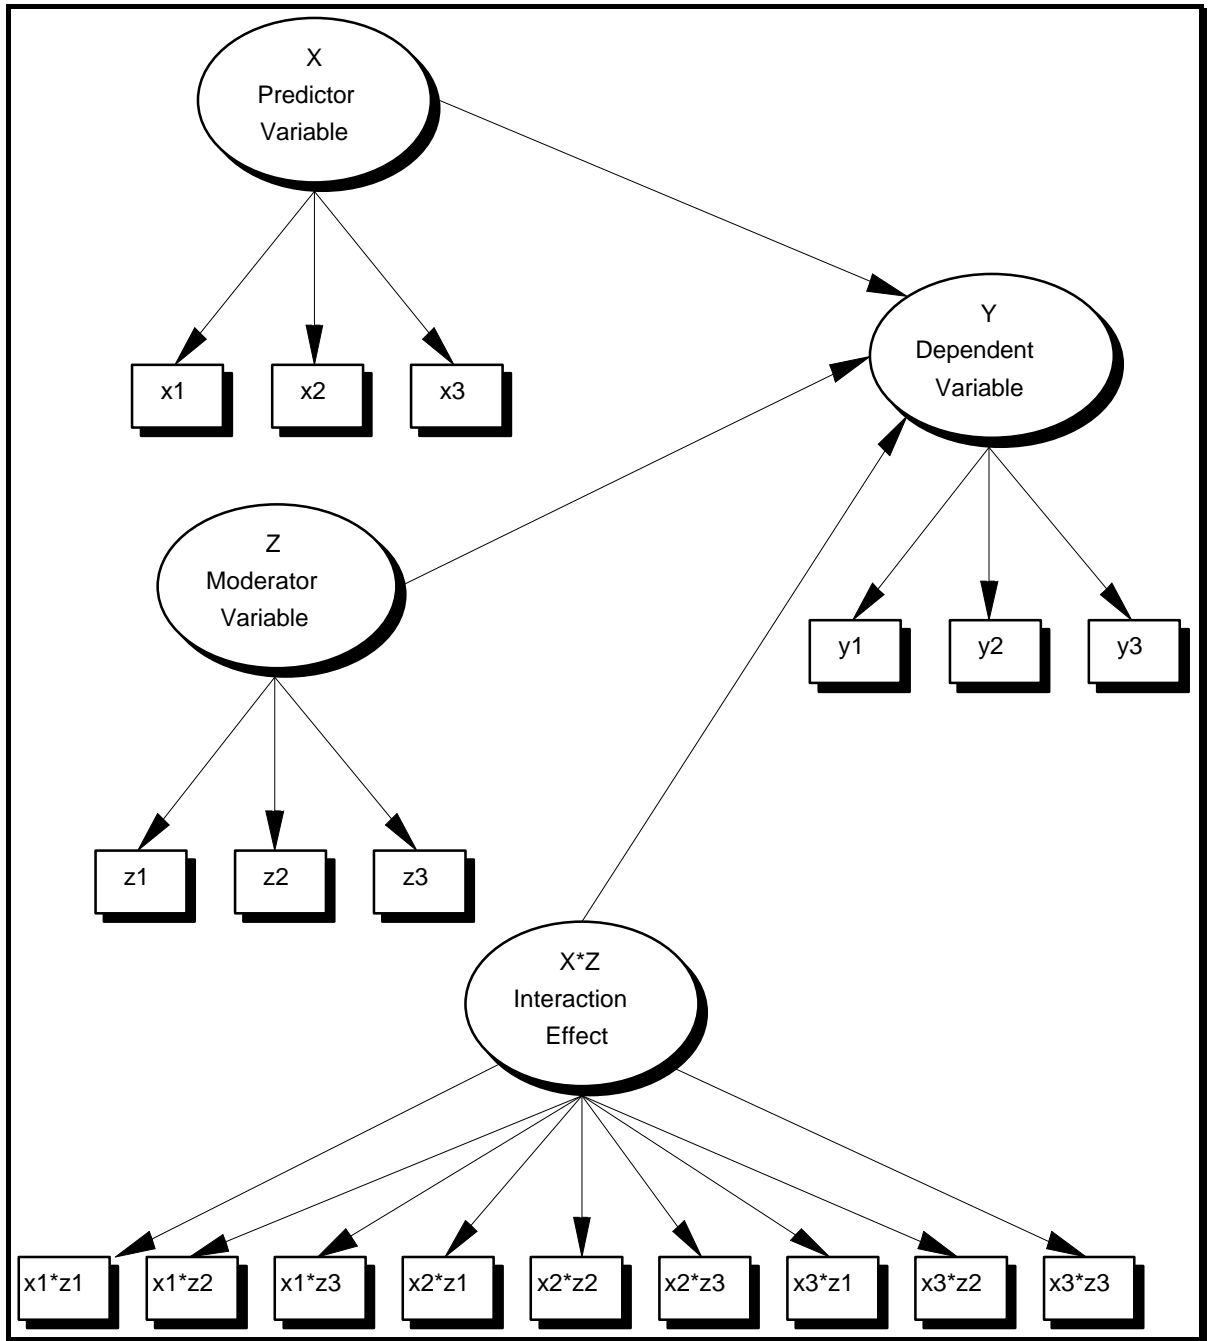 X
Predictor
Variable
x1
x2
x3
Y
Dependent
Variable
Z
Moderator
Variable
y1
y2
y3
z1
z2
z3
X*Z
Interaction
Effect
x1*z1
x1*z2
x1*z3
x2*z1
x2*z2
x2*z3
x3*z1
x3*z2
x3*z3